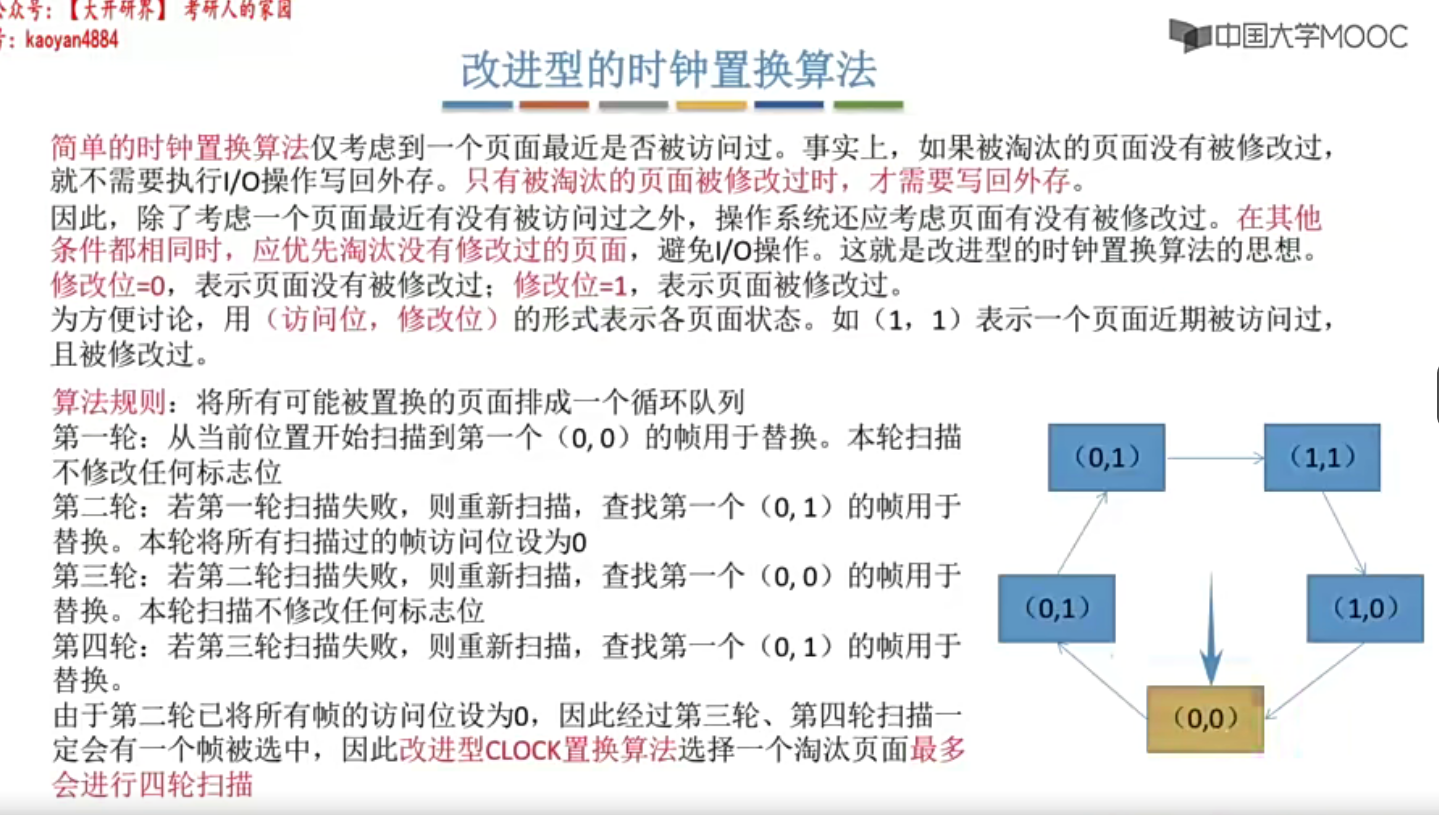 公众号：【大开研界】 考研人的家园
号：kaoyan4884
中国大学MOOC
改进型的时钟置换算法
简单的时钟置换算法仅考虑到一个页面最近是否被访问过。事实上，如果被淘汰的页面没有被修改过，
就不需要执行I/O操作写回外存。只有被淘汰的页面被修改过时，才需要写回外存。
因此，除了考虑一个页面最近有没有被访问过之外，操作系统还应考虑页面有没有被修改过。在其他
条件都相同时，应优先淘汰没有修改过的页面，避免I/O操作。这就是改进型的时钟置换算法的思想。
修改位=0，表示页面没有被修改过；修改位=1，表示页面被修改过。
为方便讨论，用（访问位，修改位）的形式表示各页面状态。如（1，1）表示一个页面近期被访问过，
且被修改过。
算法规则：将所有可能被置换的页面排成一个循环队列
第一轮：从当前位置开始扫描到第一个（0, 0）的帧用于替换。本轮扫描
不修改任何标志位
第二轮：若第一轮扫描失败，则重新扫描，查找第一个（0, 1）的帧用于
替换。本轮将所有扫描过的帧访问位设为0
第三轮：若第二轮扫描失败，则重新扫描，查找第一个（0, 0）的帧用于
替换。本轮扫描不修改任何标志位
第四轮：若第三轮扫描失败，则重新扫描，查找第一个（0, 1）的帧用于
替换。
由于第二轮已将所有帧的访问位设为0，因此经过第三轮、第四轮扫描一
定会有一个帧被选中，因此改进型CLOCK置换算法选择一个淘汰页面最多
会进行四轮扫描
（0,1）
（1,1）
（0,1）
（1,0）
（0,0）